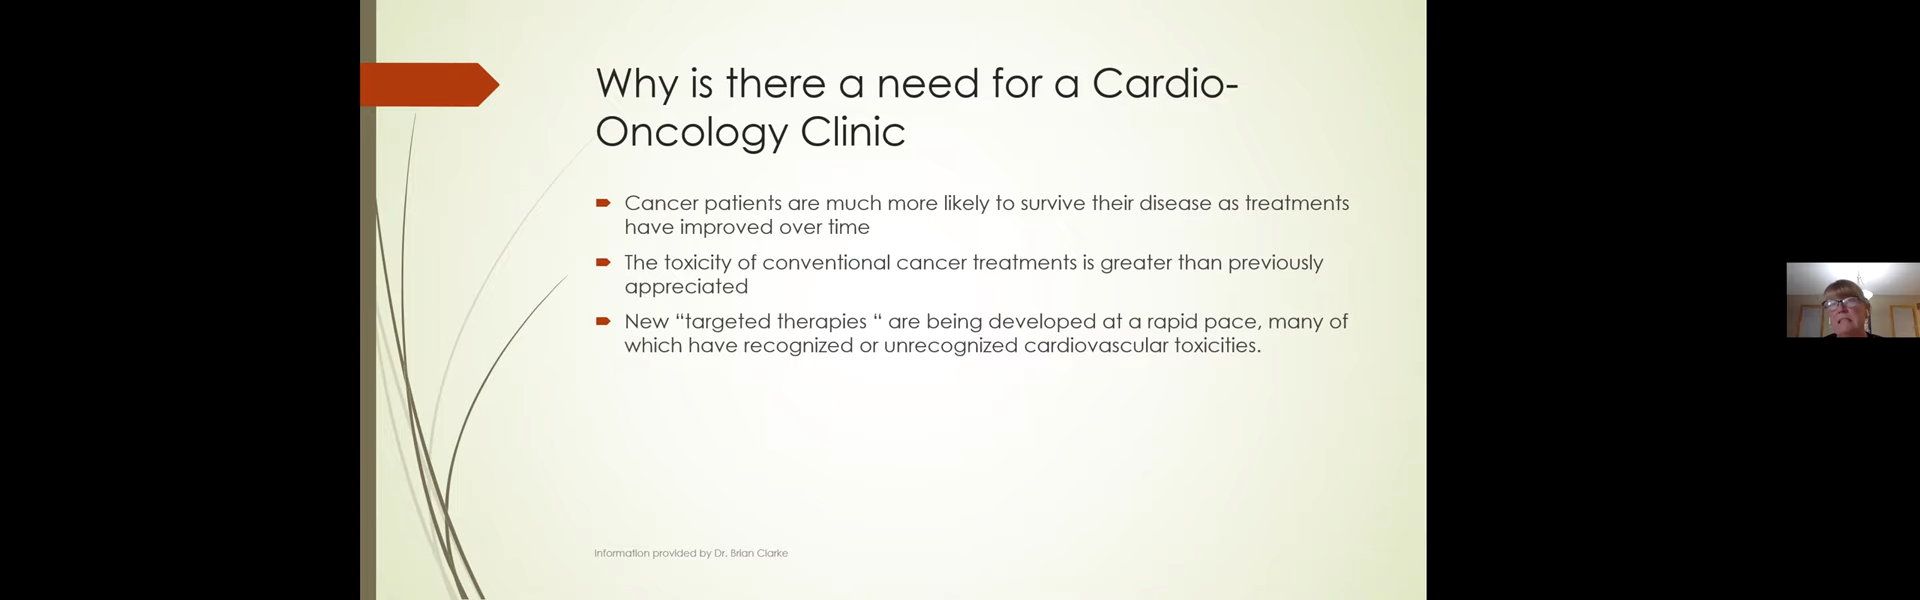 Why is there a need for a Cardio-
Oncology Clinic
Cancer patients are much more likely to survive their disease as treatments
have improved over time
The toxicity of conventional cancer treatments is greater than previously
appreciated
New “targeted therapies “ are being developed at a rapid pace, many of
which have recognized or unrecognized cardiovascular toxicities.
Information provided by Dr. Brian Clarke